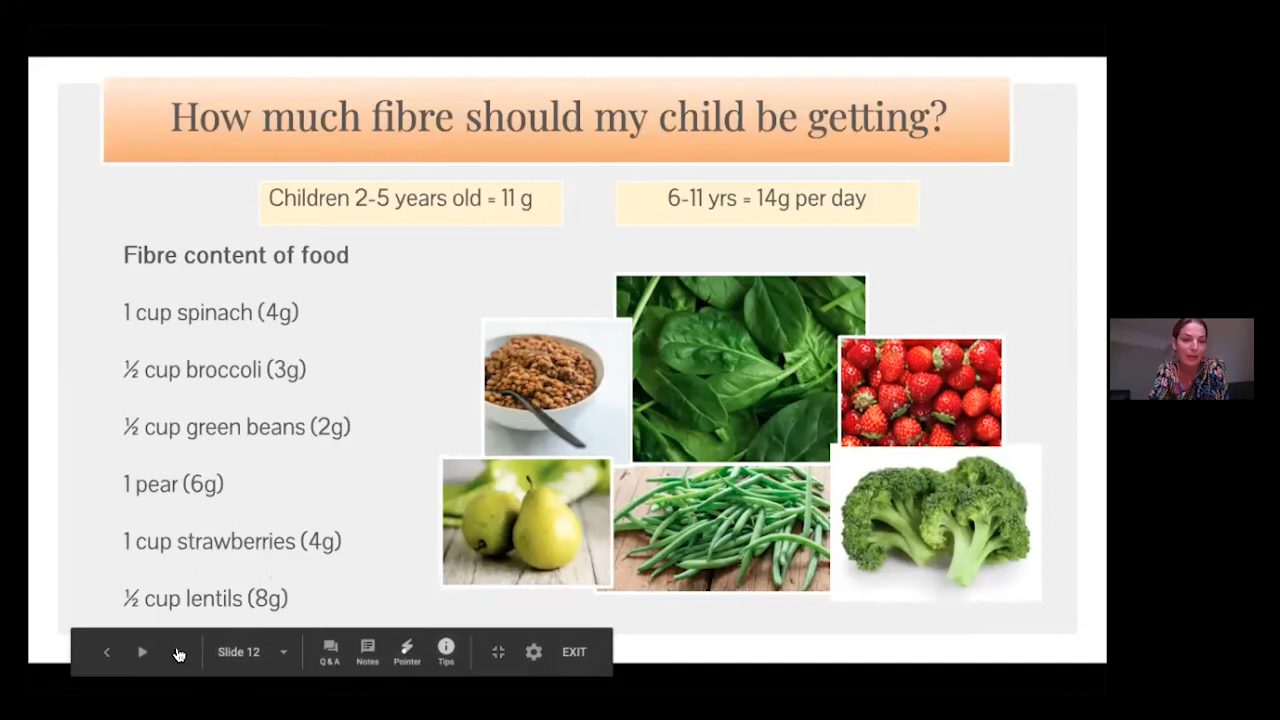 How much fibre should my child be getting?
Children 2-5 years old = 11 g
6-11 yrs = 14g per day
Fibre content of food
1 cup spinach (4g)
½ cup broccoli (3g)
½ cup green beans (2g)
1 pear (6g)
1 cup strawberries (4g)
½ cup lentils (8g)
Slide 12
Q & A
Notes
Pointer
Tips
EXIT